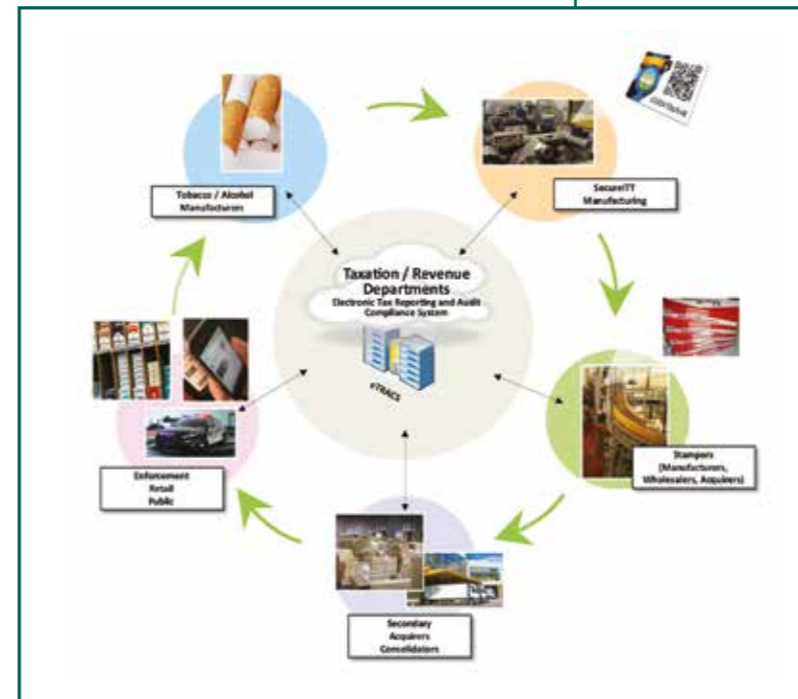 Tobacco / Alcohol
Manufacturers
SecureTT
Manufacturing
Taxation / Revenue
Departments
Electronic Tax Reporting and Audit
Compliance System
eTRACS
Enforcement
Retail
Public
Stampers
(Manufacturers,
Wholesalers, Acquirers)
Secondary
Acquirers
Consolidators